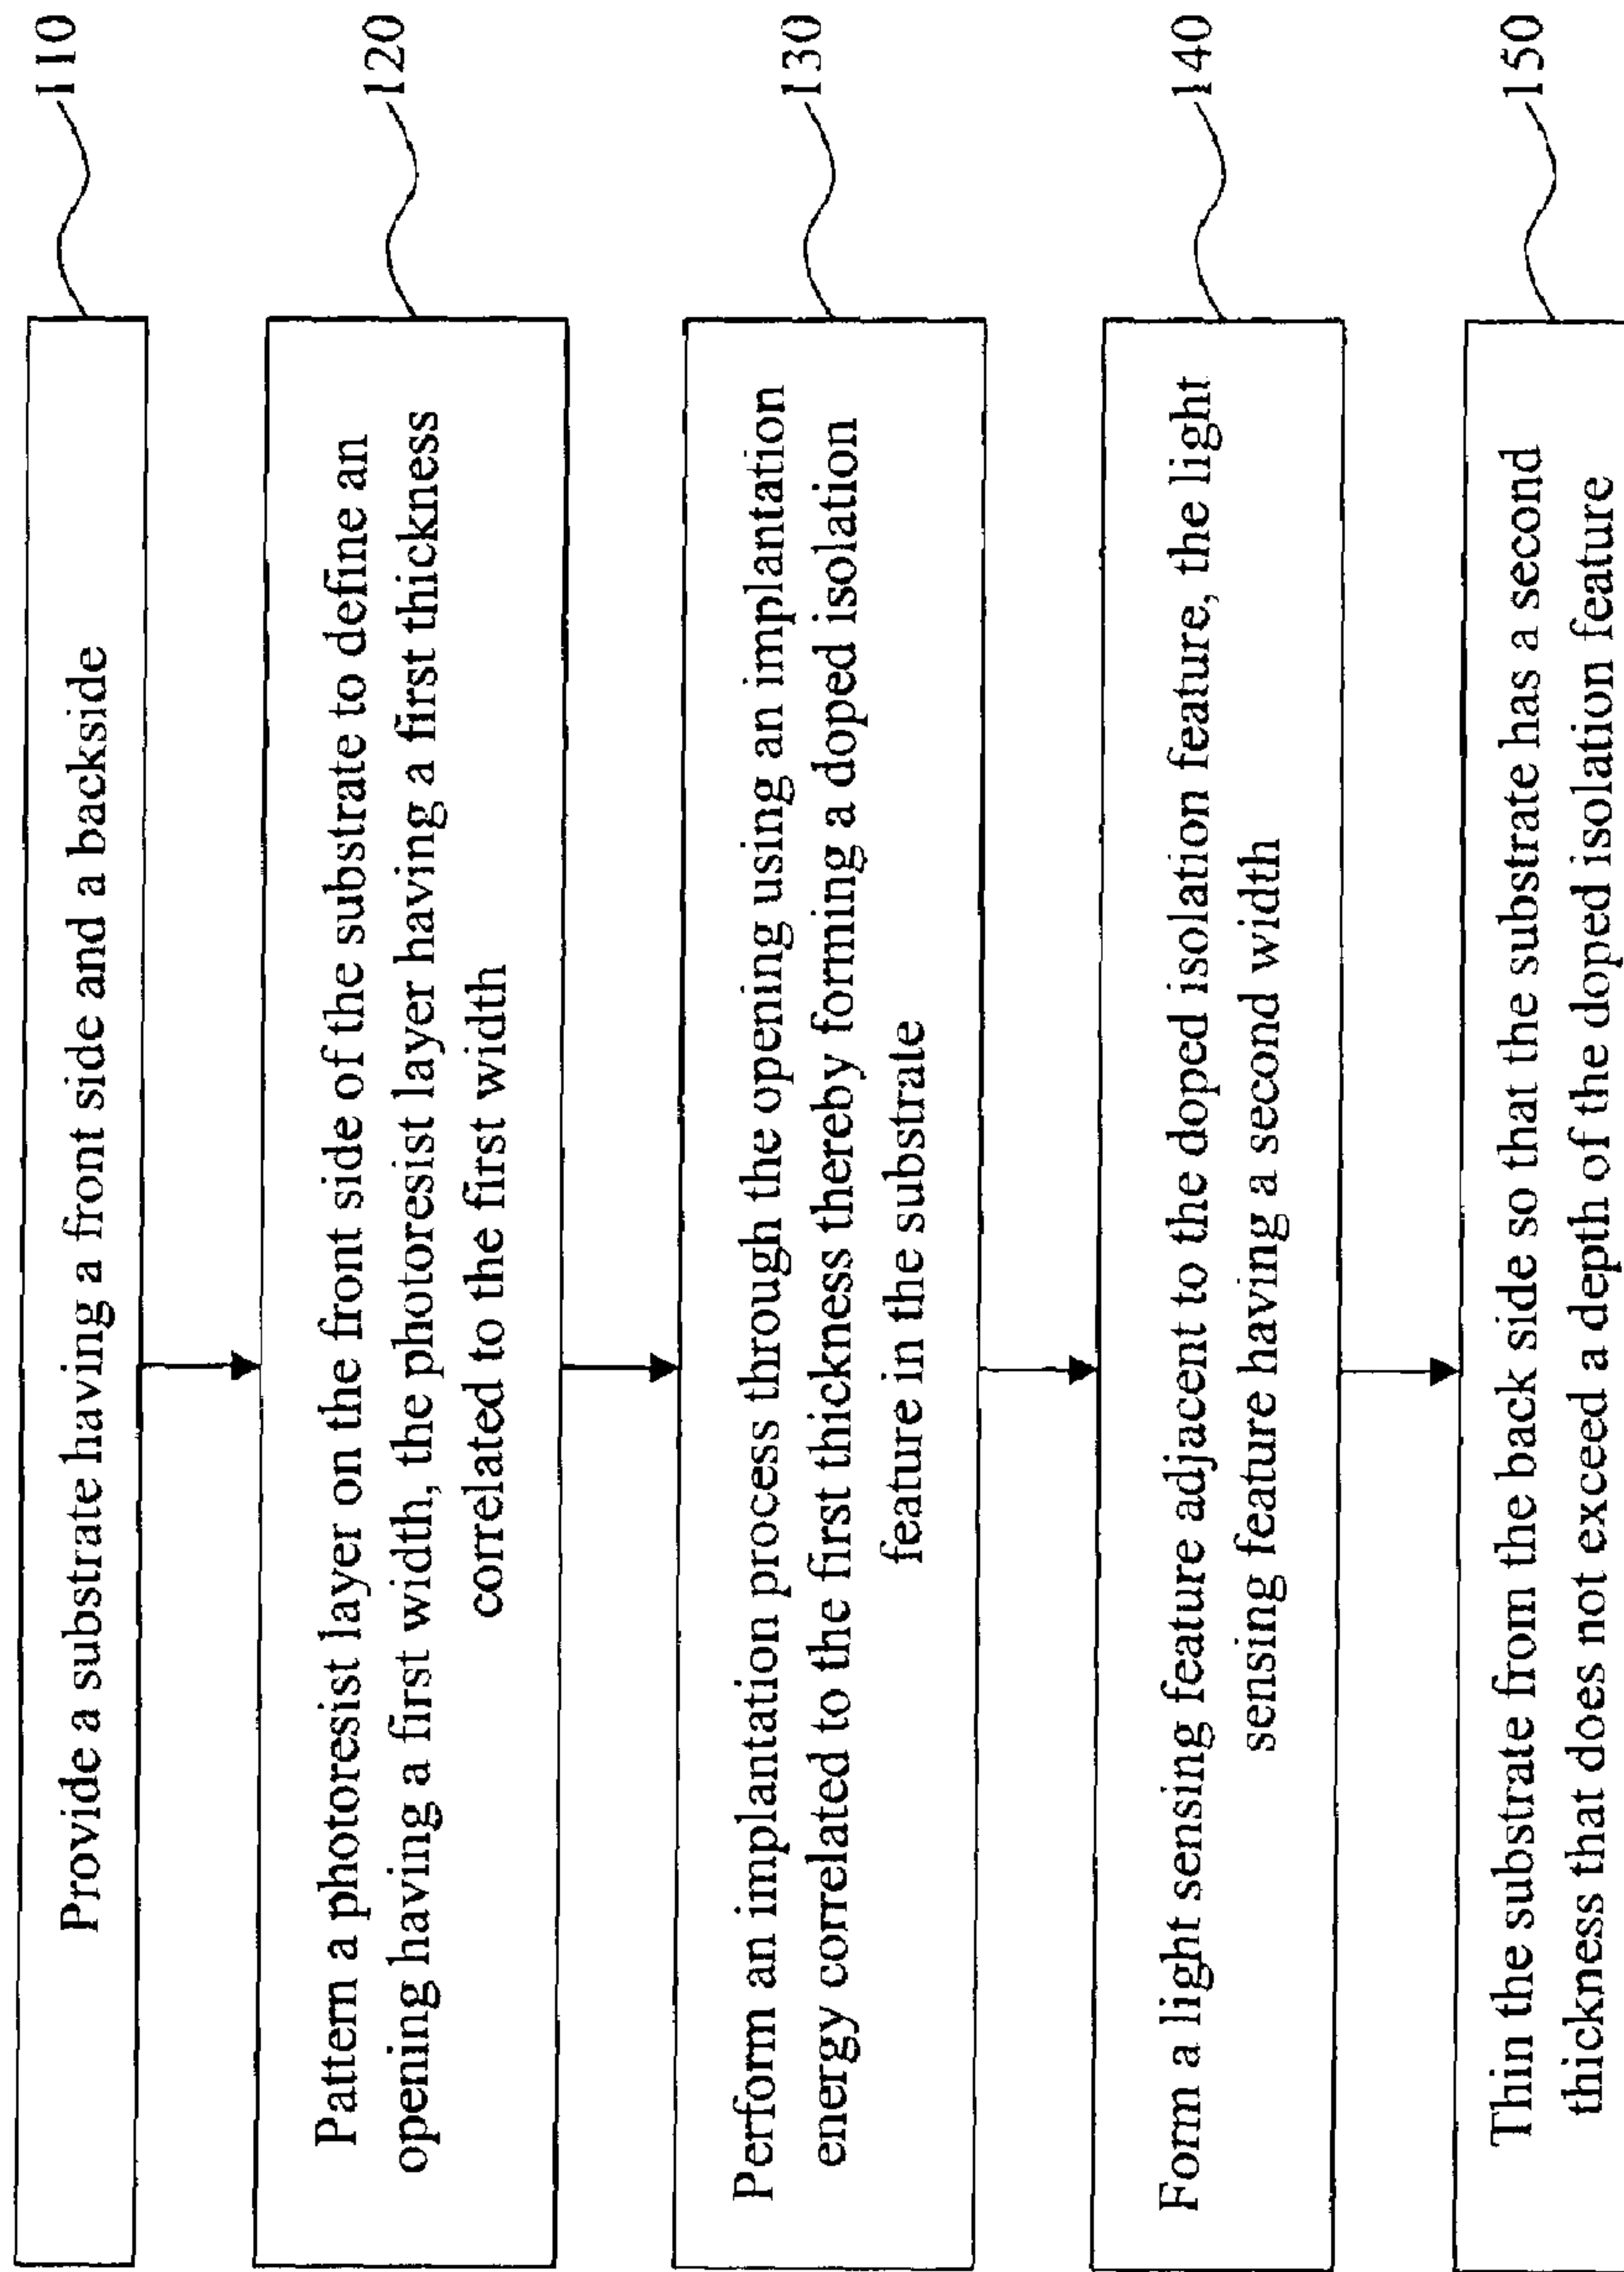 Provide a substrate having a front side and a backside
110
Pattern a photoresist layer on the front side of the substrate to define an
opening having a first width, the photoresist layer having a first thickness
correlated to the first width
120
Perform an implantation process through the opening using an implantation
energy correlated to the first thickness thereby forming a doped isolation
feature in the substrate
130
Form a light sensing feature adjacent to the doped isolation feature, the light
sensing feature having a second width
140
Thin the substrate from the back side so that the substrate has a second
thickness that does not exceed a depth of the doped isolation feature
150